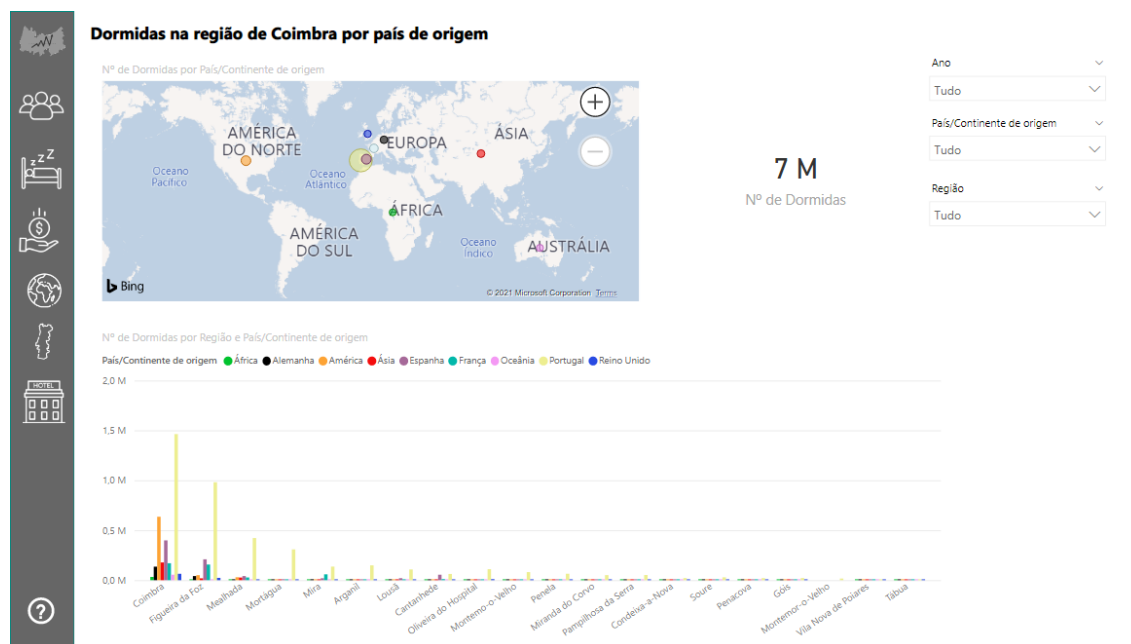 Dormidas na região de Coimbra por país de origem
Nº de Dormidas por País/Continente de origem
AMÉRICA
DO NORTE
EUROPA
ÁSIA
Oceano
Pacífico
Oceano
Atlântico
ÁFRICA
AMÉRICA
DO SUL
Oceano
Índico
AUSTRÁLIA
Bing
© 2021 Microsoft Corporation Terms
7 M
Nº de Dormidas
Ano
Tudo
País/Continente de origem
Tudo
Região
Tudo
zzZ
$
HOTEL
?
Nº de Dormidas por Região e País/Continente de origem
País/Continente de origem África Alemanha América Ásia Espanha França Oceânia Portugal Reino Unido
2,0 M
1,5 M
1,0 M
0,5 M
0,0 M
Coimbra
Figueira da Foz
Mealhada
Mortágua
Mira
Arganil
Lousã
Cantanhede
Oliveira do Hospital
Montemo-o-Velho
Penela
Miranda do Corvo
Pampilhosa da Serra
Condeixa-a-Nova
Soure
Penacova
Góis
Montemor-o-Velho
Vila Nova de Poiares
Tábua